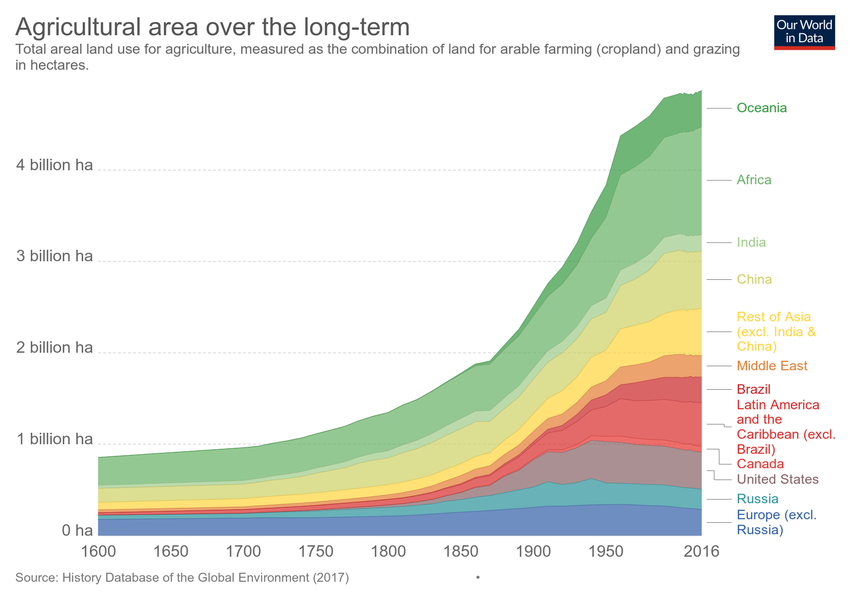 Agricultural area over the long-term
Our World
in Data
Total areal land use for agriculture, measured as the combination of land for arable farming (cropland) and grazing
in hectares.
4 billion ha
3 billion ha
2 billion ha
1 billion ha
0 ha
Oceania
Africa
India
China
Rest of Asia
(excl. India &
China)
Middle East
Brazil
Latin America
and the
Caribbean (excl.
Brazil)
Canada
United States
Russia
Europe (excl.
Russia)
1600
1650
1700
1750
1800
1850
1900
1950
2016
Source: History Database of the Global Environment (2017)
•